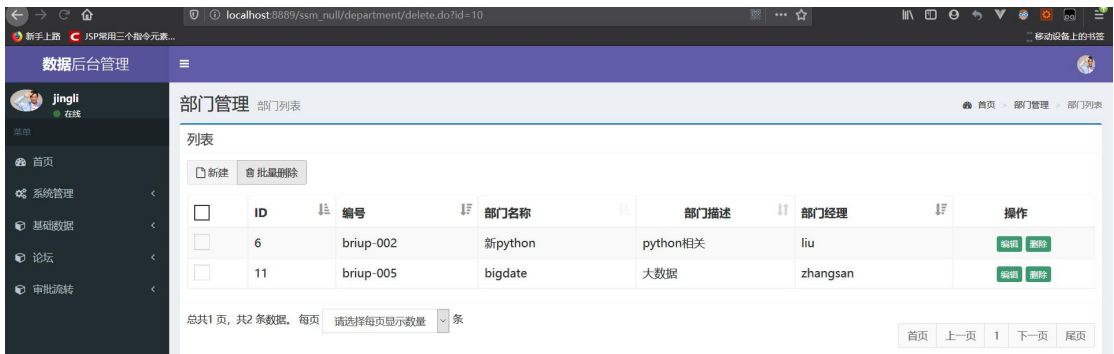 localhost:8889/ssm_null/department/delete.do?id=10
新手上路 JSP常用三个指令元素...
移动设备上的书签
数据后台管理
jingli
在线
菜单
首页
系统管理
基础数据
论坛
审批流转
部门管理 部门列表
首页 > 部门管理 > 部门列表
列表
新建 批量删除
ID 编号 部门名称 部门描述 部门经理 操作
6 briup-002 新python python相关 liu 编辑 删除
11 briup-005 bigdate 大数据 zhangsan 编辑 删除
总共1 页, 共2 条数据。 每页 请选择每页显示数量 条
首页 上一页 1 下一页 尾页